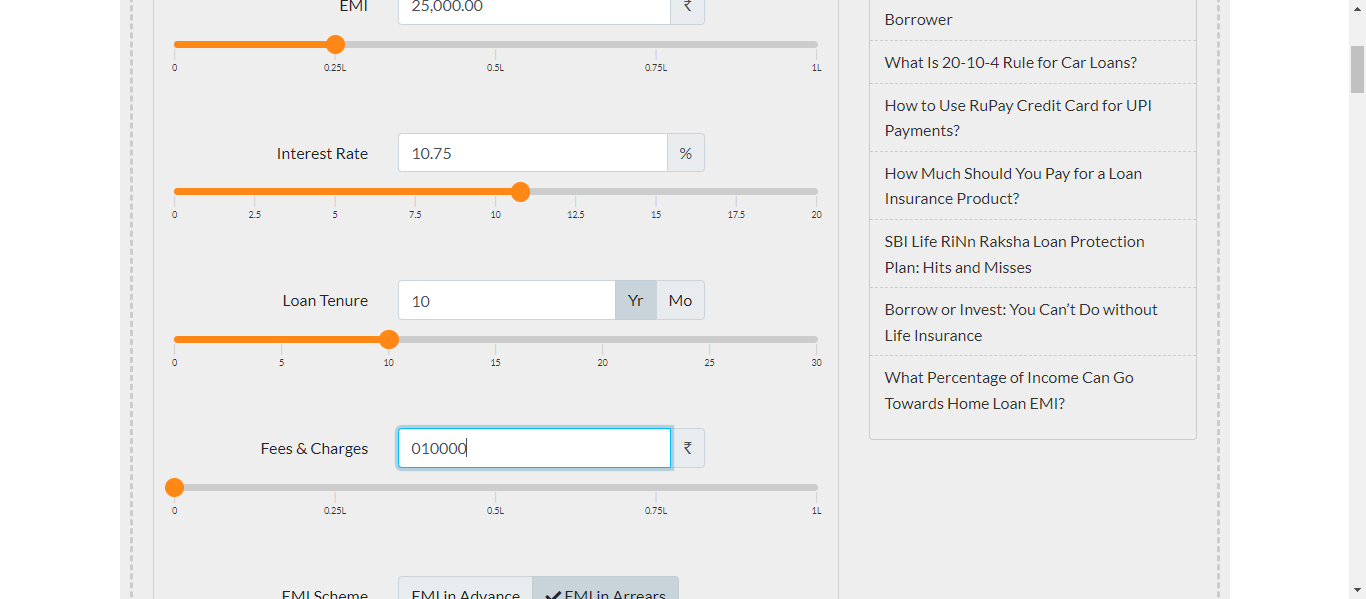 EMI 25,000.00 ₹
0 0.25L 0.5L 0.75L 1L
Interest Rate 10.75 %
0 2.5 5 7.5 10 12.5 15 17.5 20
Loan Tenure 10 Yr Mo
0 5 10 15 20 25 30
Fees & Charges 010000 ₹
0 0.25L 0.5L 0.75L 1L
EMI Scheme EMI in Advance EMI in Arrears
Borrower
What Is 20-10-4 Rule for Car Loans?
How to Use RuPay Credit Card for UPI
Payments?
How Much Should You Pay for a Loan
Insurance Product?
SBI Life RiNn Raksha Loan Protection
Plan: Hits and Misses
Borrow or Invest: You Can’t Do without
Life Insurance
What Percentage of Income Can Go
Towards Home Loan EMI?